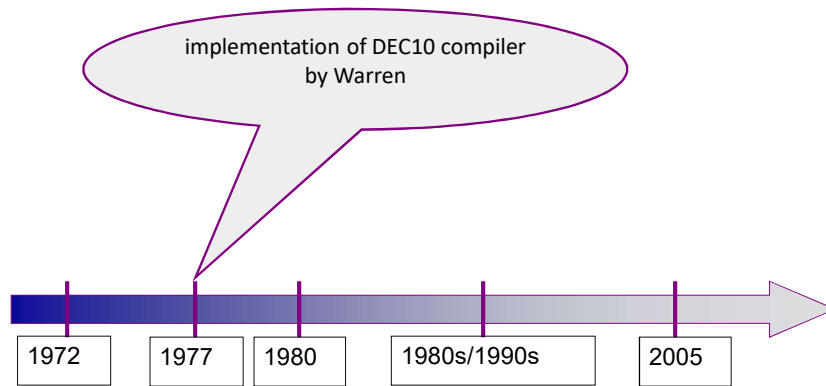 implementation of DEC10 compiler
by Warren
1972
1977
1980
1980s/1990s
2005